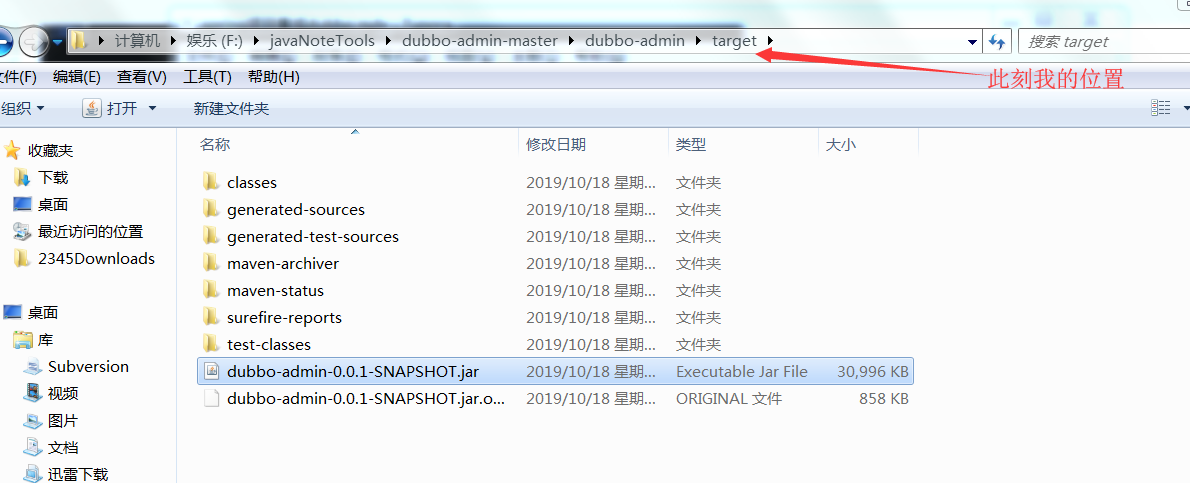 计算机 娱乐 (F:) javaNoteTools dubbo-admin-master dubbo-admin target 搜索 target
此刻我的位置
文件(F) 编辑(E) 查看(V) 工具(T) 帮助(H)
组织 打开 新建文件夹
名称 修改日期 类型 大小
收藏夹
下载
桌面
最近访问的位置
2345Downloads
桌面
库
Subversion
视频
图片
文档
迅雷下载
classes 2019/10/18 星期... 文件夹
generated-sources 2019/10/18 星期... 文件夹
generated-test-sources 2019/10/18 星期... 文件夹
maven-archiver 2019/10/18 星期... 文件夹
maven-status 2019/10/18 星期... 文件夹
surefire-reports 2019/10/18 星期... 文件夹
test-classes 2019/10/18 星期... 文件夹
dubbo-admin-0.0.1-SNAPSHOT.jar 2019/10/18 星期... Executable Jar File 30,996 KB
dubbo-admin-0.0.1-SNAPSHOT.jar.o... 2019/10/18 星期... ORIGINAL 文件 858 KB